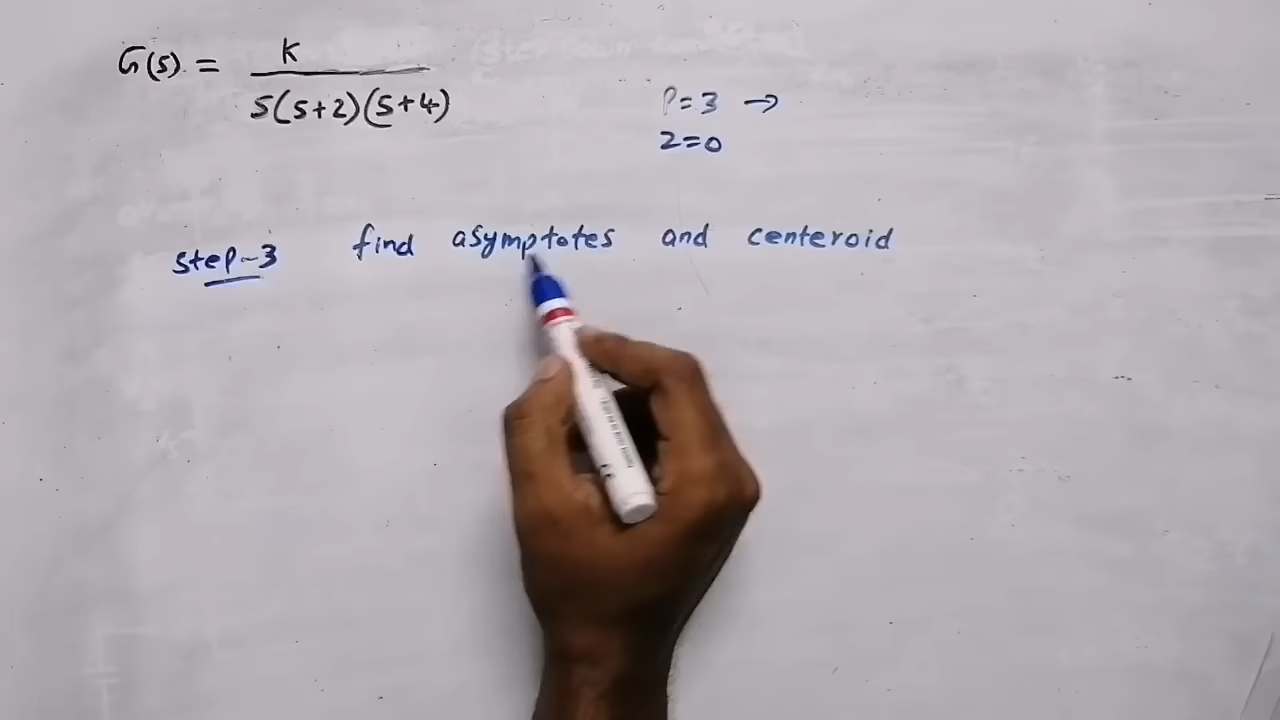 G(s) = K
s(s+2)(s+4)
P=3 →
Z=0
step-3 find asymptotes and centeroid